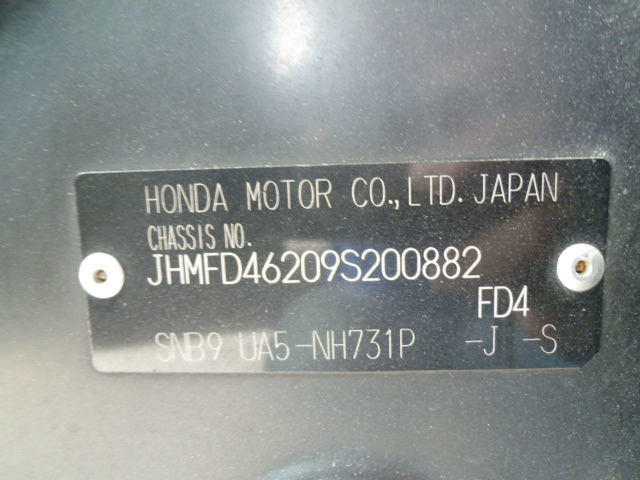 HONDA MOTOR CO.,LTD. JAPAN
CHASSIS NO.
JHMFD46209S200882
FD4
SNB9 UA5-NH731P -J -S